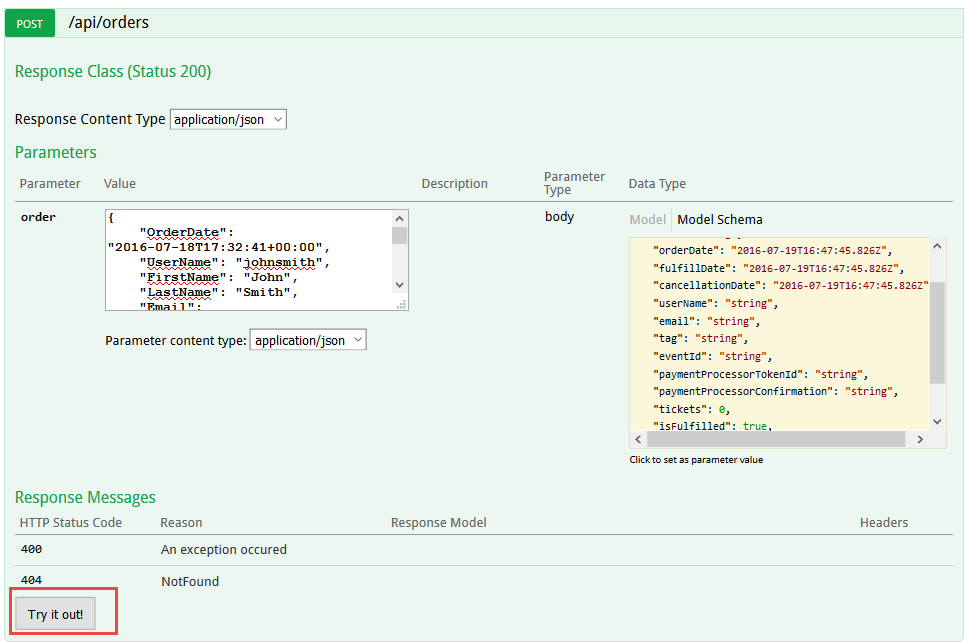 POST /api/orders
Response Class (Status 200)
Response Content Type application/json
Parameters
Parameter Value Description Parameter Type Data Type
order
{
"OrderDate":
"2016-07-18T17:32:41+00:00",
"UserName": "johnsmith",
"FirstName": "John",
"LastName": "Smith",
"Email":
Parameter content type: application/json
body
Model Model Schema
"orderDate": "2016-07-19T16:47:45.826Z",
"fulfillDate": "2016-07-19T16:47:45.826Z",
"cancellationDate": "2016-07-19T16:47:45.826Z"
"userName": "string",
"email": "string",
"tag": "string",
"eventId": "string",
"paymentProcessorTokenId": "string",
"paymentProcessorConfirmation": "string",
"tickets": 0,
"isFulfilled": true,
Click to set as parameter value
Response Messages
HTTP Status Code Reason Response Model Headers
400 An exception occured
404 NotFound
Try it out!